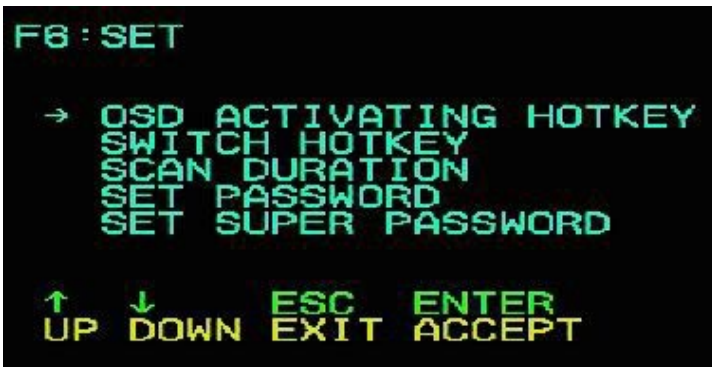 F6:SET
→ OSD ACTIVATING HOTKEY
SWITCH HOTKEY
SCAN DURATION
SET PASSWORD
SET SUPER PASSWORD
↑ ↓ ESC ENTER
UP DOWN EXIT ACCEPT